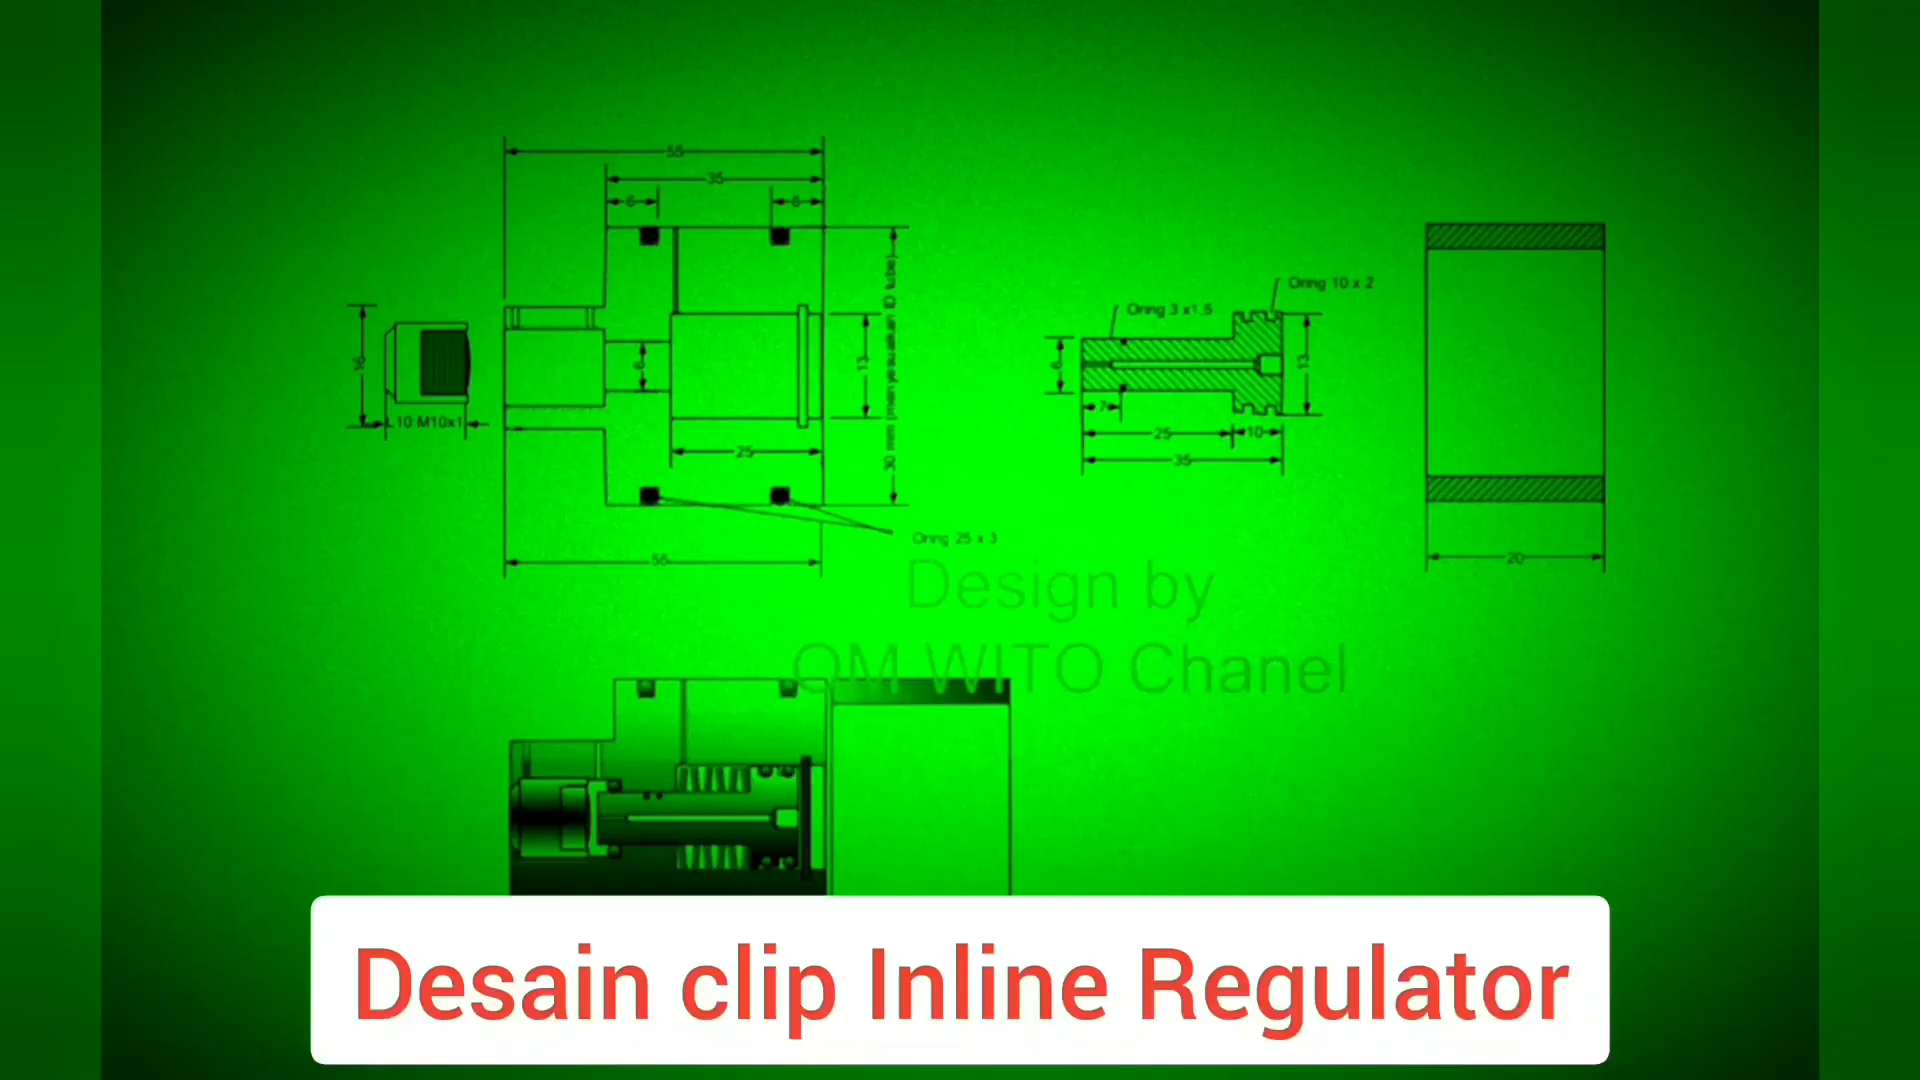 55
35
6
6
Oring 10 x 2
Oring 3 x1.5
16
6
13
30 mm (menyesuaikan ID tube)
6
13
L10 M10x1
7
25
25
10
35
Oring 25 x 3
55
20
Design by
OM WITO Chanel
Desain clip Inline Regulator